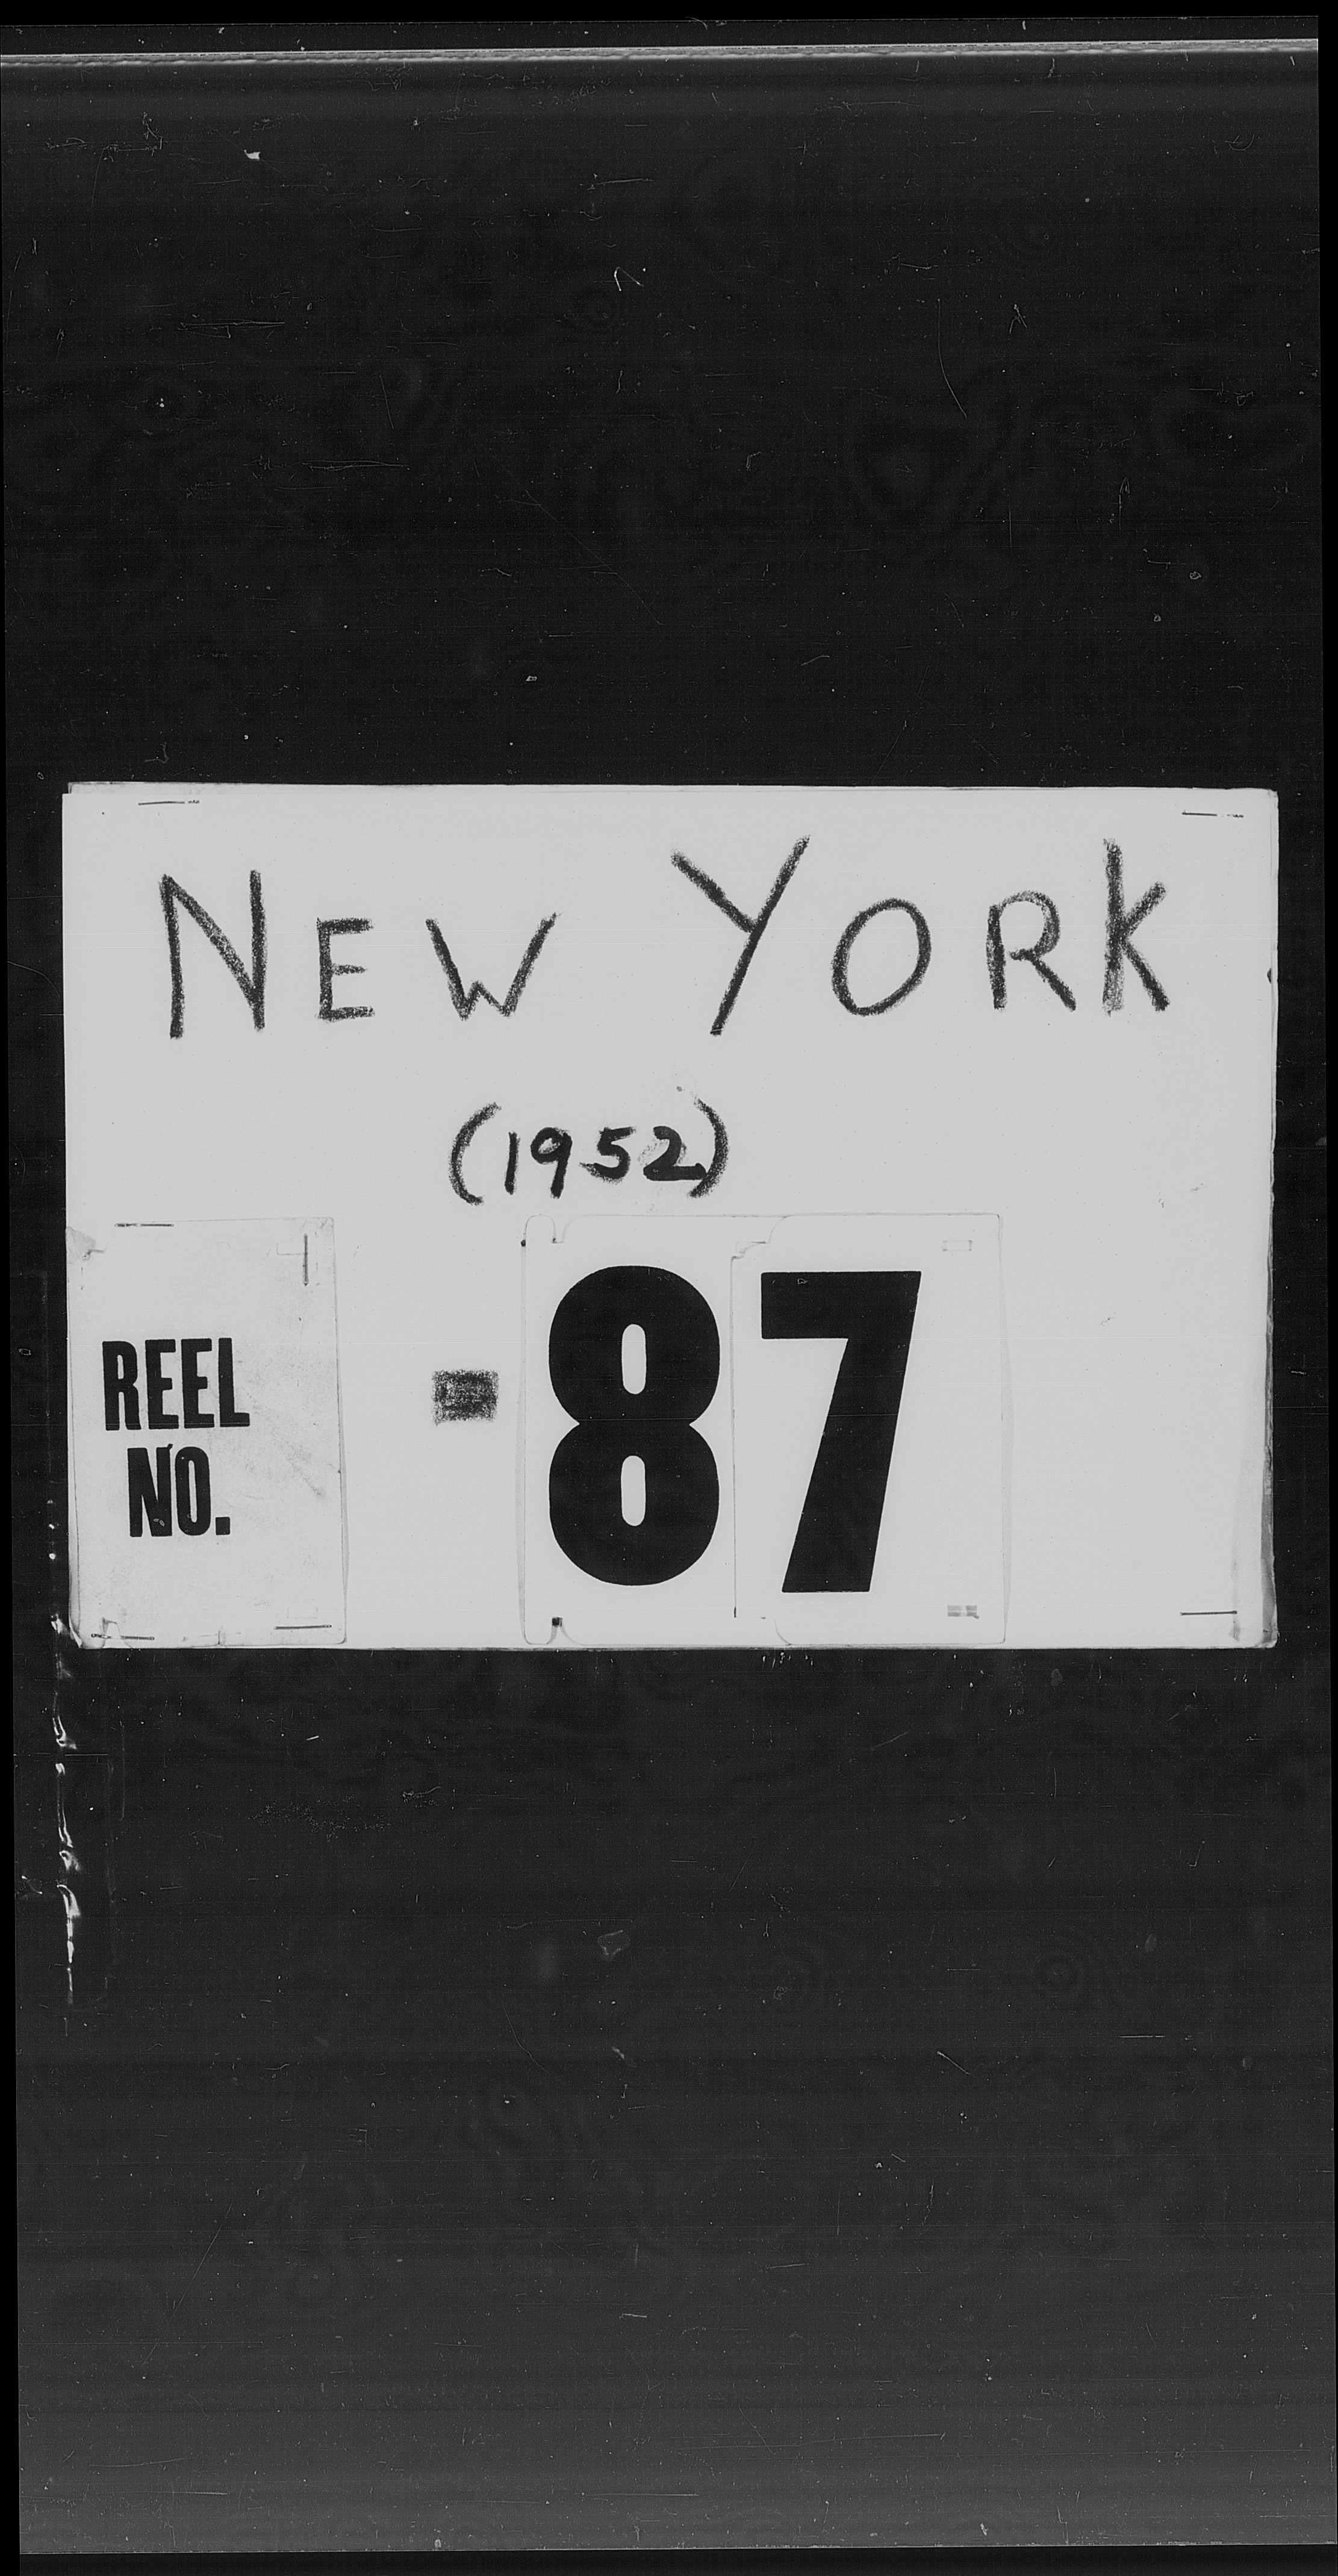 NEW YORK
(1952)
REEL
NO.
-87